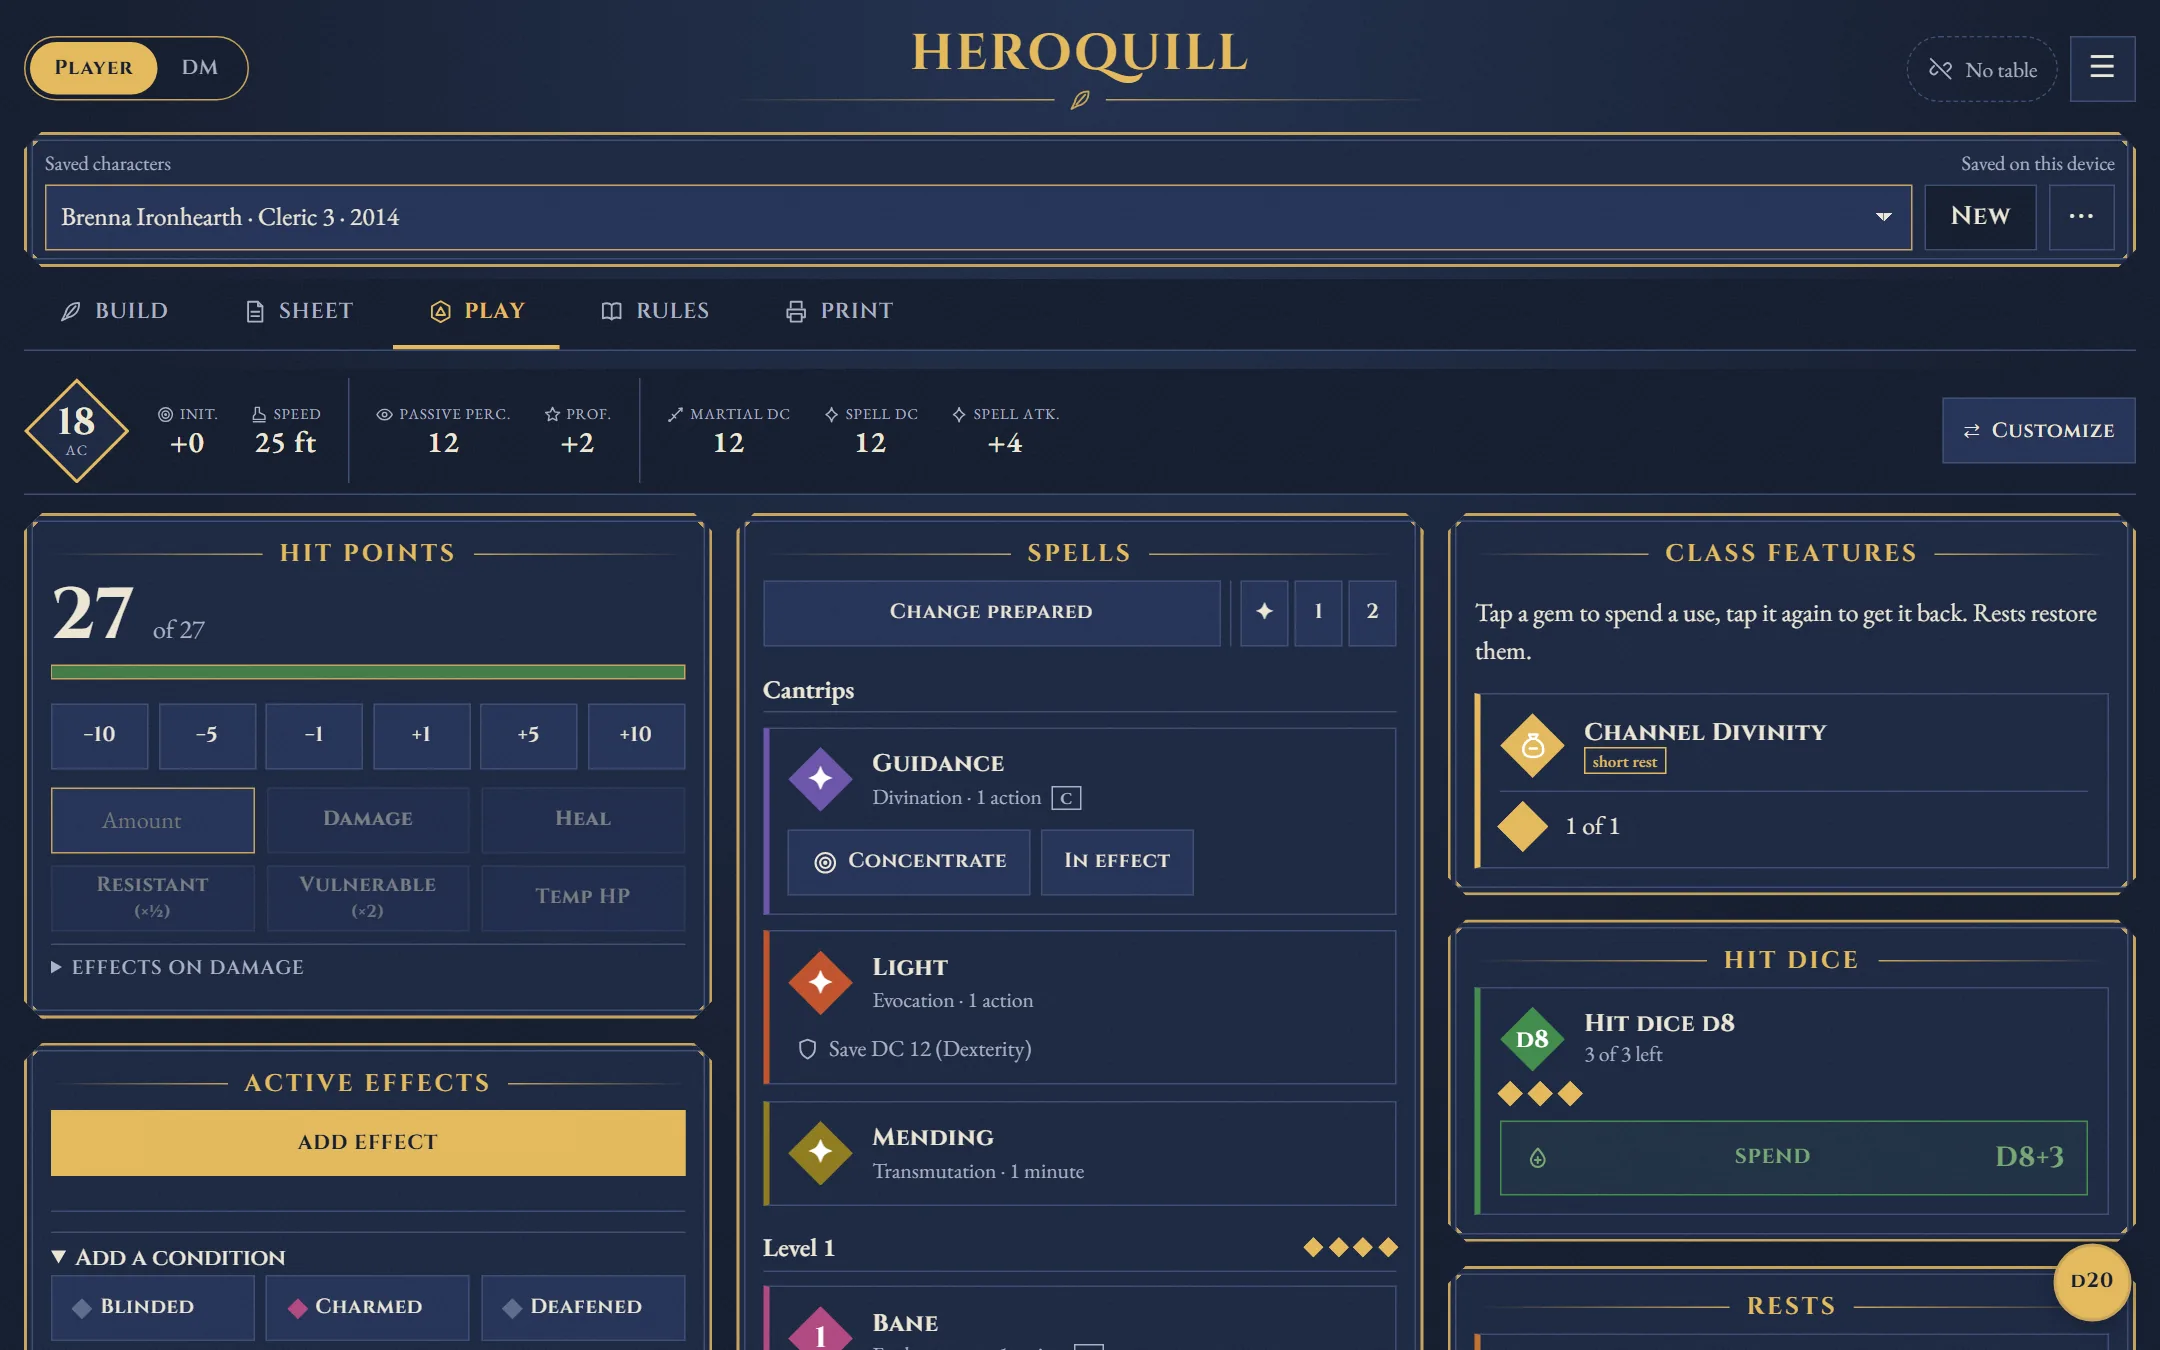 PLAYER
DM
HEROQUILL
No table
Saved characters
Saved on this device
Brenna Ironhearth · Cleric 3 · 2014
NEW
...
BUILD
SHEET
PLAY
RULES
PRINT
18
AC
INIT.
+0
SPEED
25 ft
PASSIVE PERC.
12
PROF.
+2
MARTIAL DC
12
SPELL DC
12
SPELL ATK.
+4
CUSTOMIZE
HIT POINTS
27 of 27
−10
−5
−1
+1
+5
+10
Amount
DAMAGE
HEAL
RESISTANT
(×½)
VULNERABLE
(×2)
TEMP HP
EFFECTS ON DAMAGE
ACTIVE EFFECTS
ADD EFFECT
ADD A CONDITION
BLINDED
CHARMED
DEAFENED
SPELLS
CHANGE PREPARED
1
2
Cantrips
GUIDANCE
Divination · 1 action C
CONCENTRATE
IN EFFECT
LIGHT
Evocation · 1 action
Save DC 12 (Dexterity)
MENDING
Transmutation · 1 minute
Level 1
1
BANE
CLASS FEATURES
Tap a gem to spend a use, tap it again to get it back. Rests restore
them.
CHANNEL DIVINITY
short rest
1 of 1
HIT DICE
D8
HIT DICE D8
3 of 3 left
SPEND
D8+3
RESTS
D20